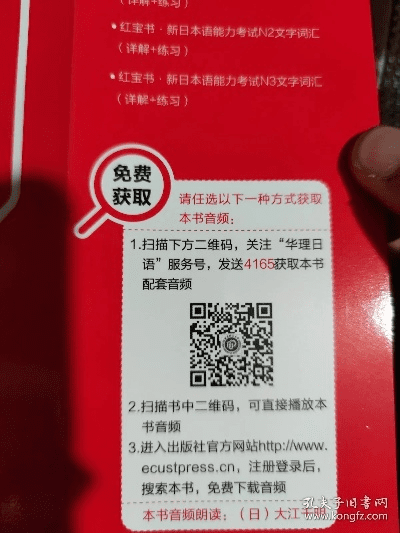 （详解+练习）
• 红宝书·新日本语能力考试N2文字词汇
（详解+练习）
• 红宝书·新日本语能力考试N3文字词汇
（详解+练习）
免费
获取
请任选以下一种方式获取
本书音频：
1.扫描下方二维码，关注“华理日
语”服务号，发送4165获取本书
配套音频
2.扫描书中二维码，可直接播放本
书音频
3.进入出版社官方网站http://www.
ecustpress.cn，注册登录后，
搜索本书，免费下载音频
本书音频朗读：（日）大江千明
孔夫子旧书网
kongfz.com